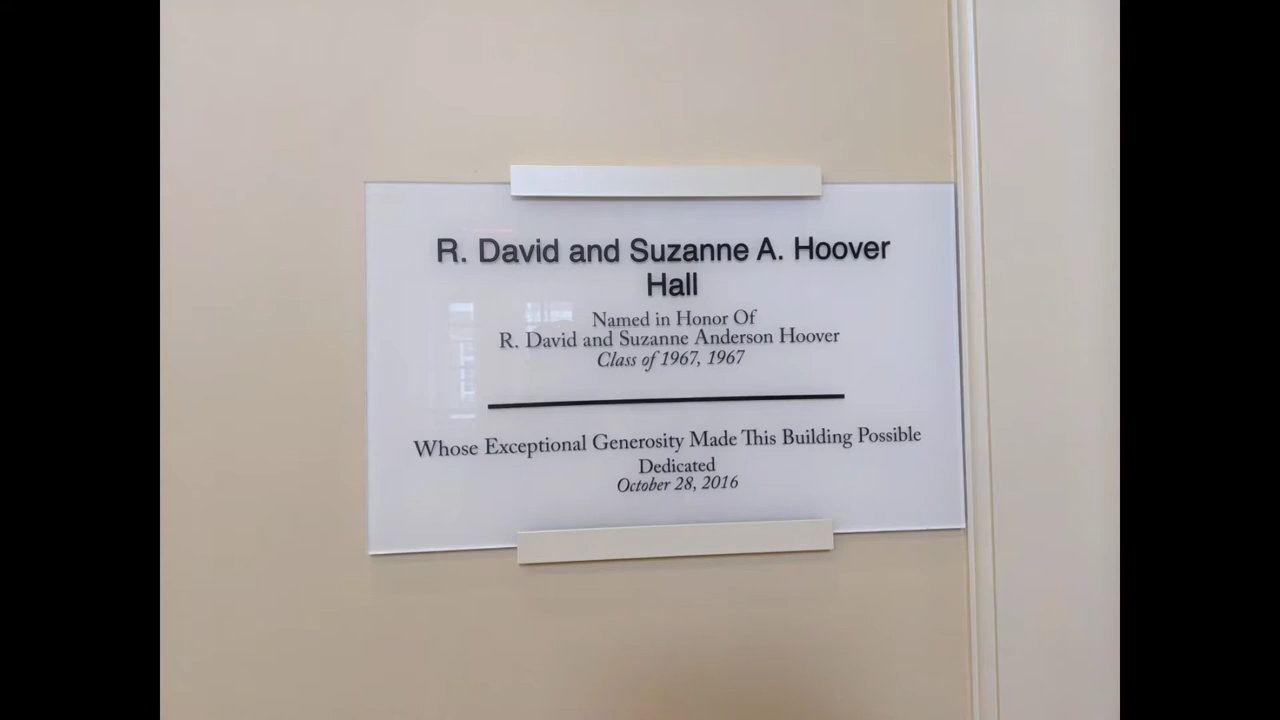 R. David and Suzanne A. Hoover
Hall
Named in Honor Of
R. David and Suzanne Anderson Hoover
Class of 1967, 1967
Whose Exceptional Generosity Made This Building Possible
Dedicated
October 28, 2016